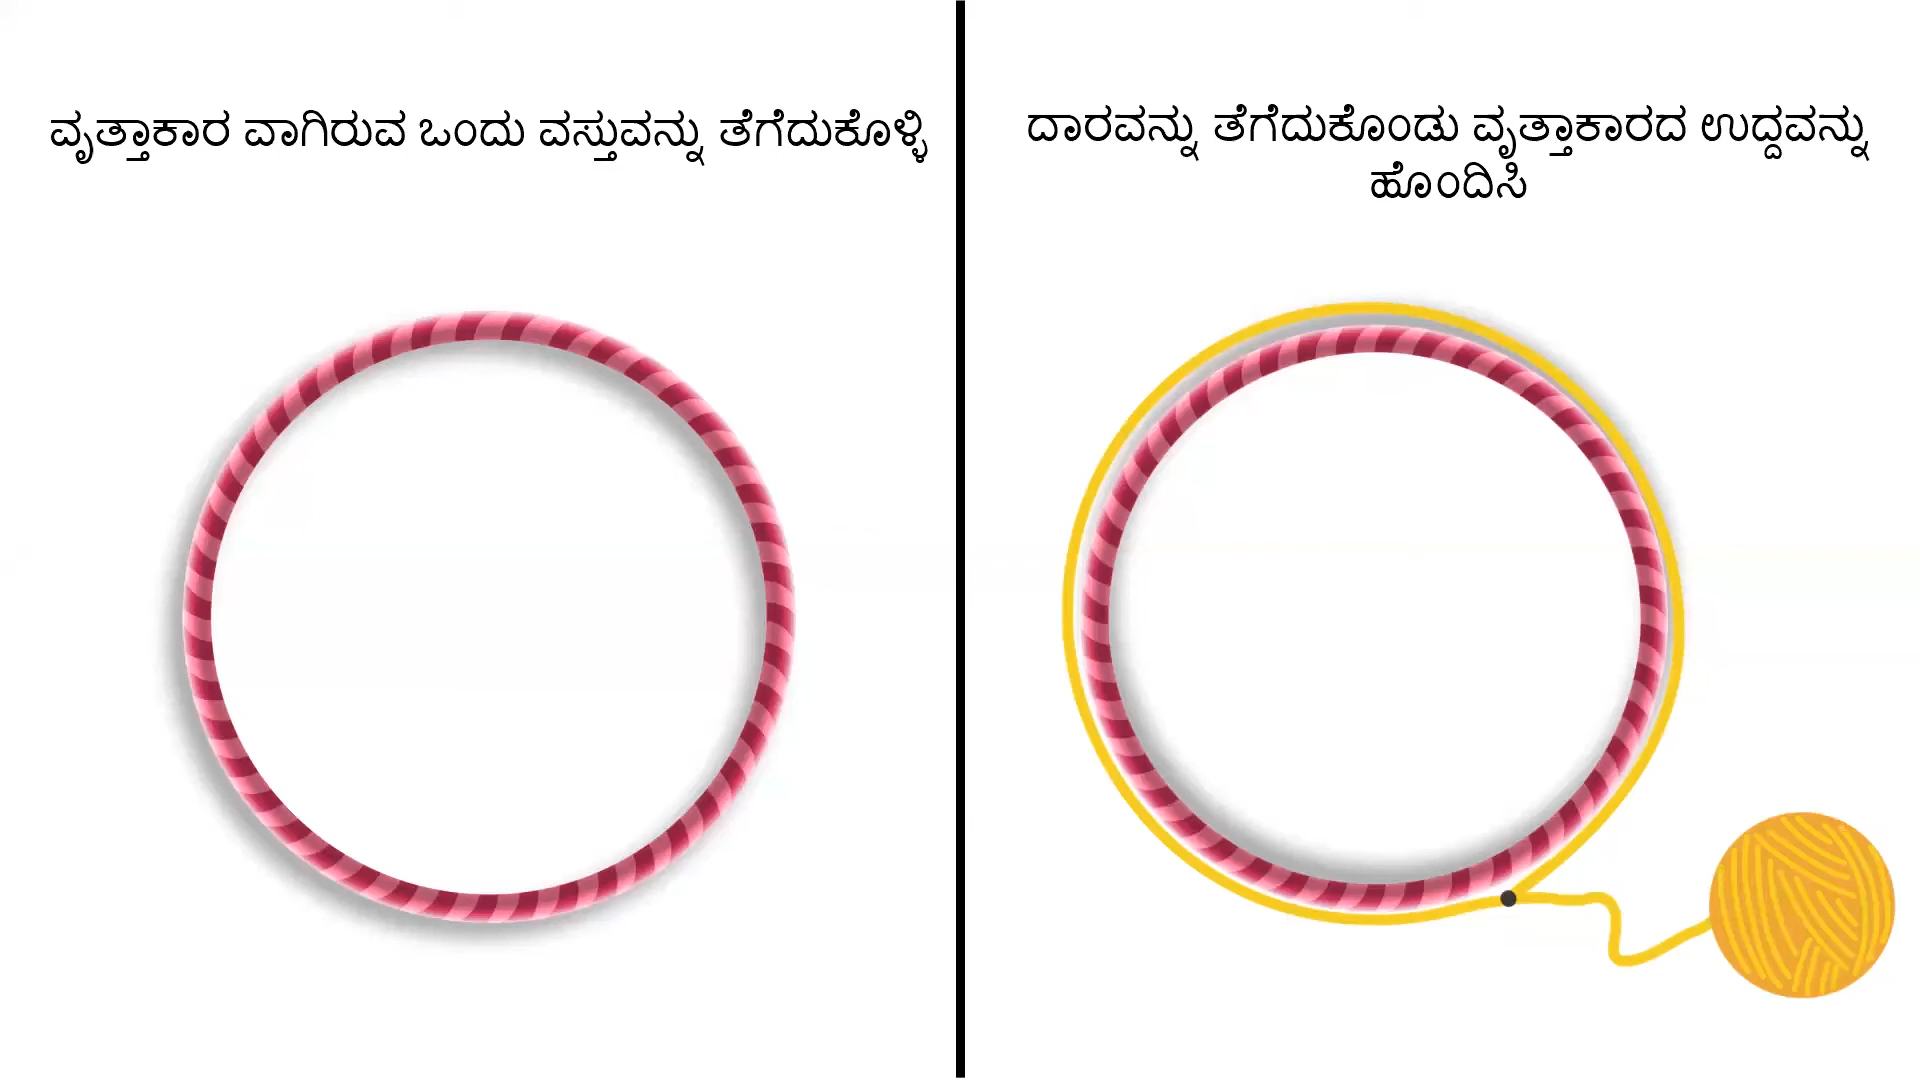 ವೃತ್ತಾಕಾರ ವಾಗಿರುವ ಒಂದು ವಸ್ತುವನ್ನು ತೆಗೆದುಕೊಳ್ಳಿ
ದಾರವನ್ನು ತೆಗೆದುಕೊಂಡು ವೃತ್ತಾಕಾರದ ಉದ್ದವನ್ನು
ಹೊಂದಿಸಿ